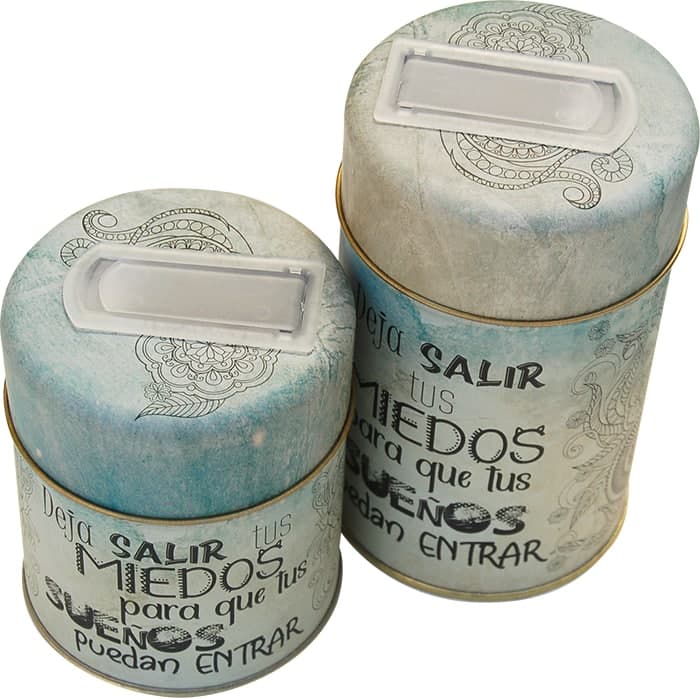 Deja SALIR tus
MIEDOS
para que tus
SUEÑOS
puedan ENTRAR
Deja SALIR
tus
MIEDOS
para que tus
SUEÑOS
puedan ENTRAR